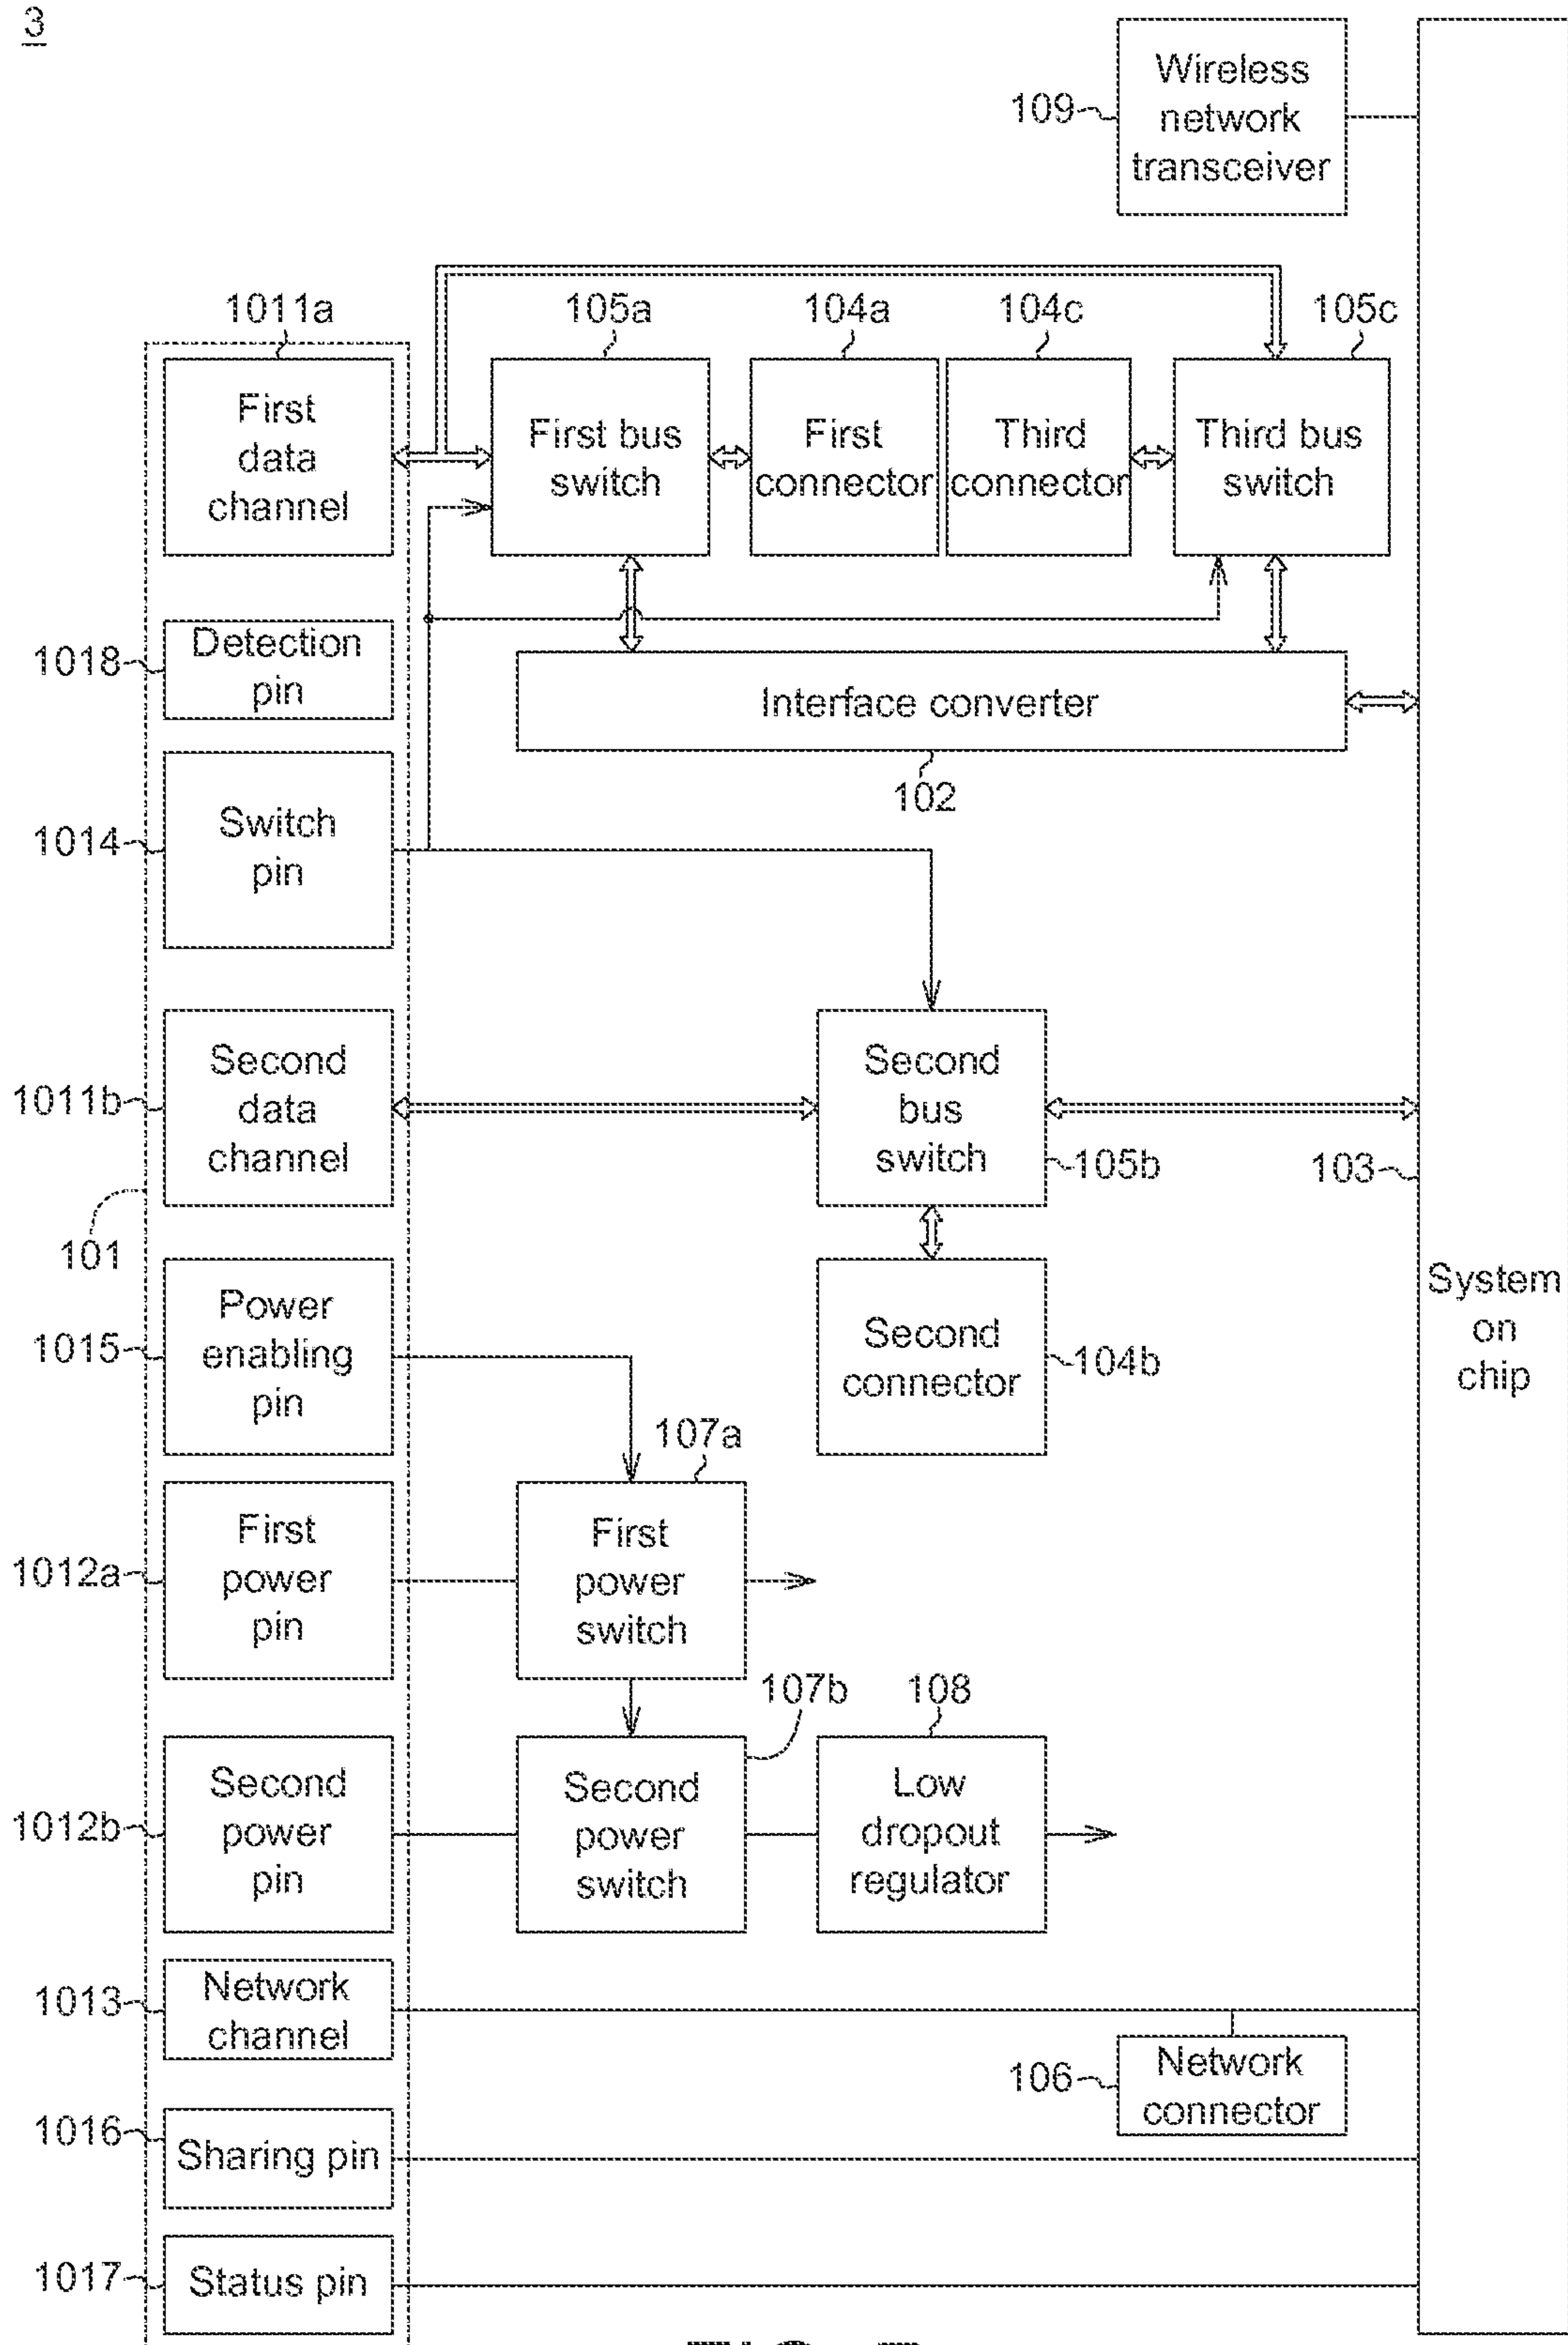 3
Wireless
network
transceiver
109
1011a
105a
104a
104c
105c
First
data
channel
First bus
switch
First
connector
Third
connector
Third bus
switch
1018
Detection
pin
Interface converter
102
1014
Switch
pin
1011b
Second
data
channel
Second
bus
switch
105b
103
101
System
on
chip
1015
Power
enabling
pin
Second
connector
104b
107a
1012a
First
power
pin
First
power
switch
107b
108
1012b
Second
power
pin
Second
power
switch
Low
dropout
regulator
1013
Network
channel
106
Network
connector
1016
Sharing pin
1017
Status pin